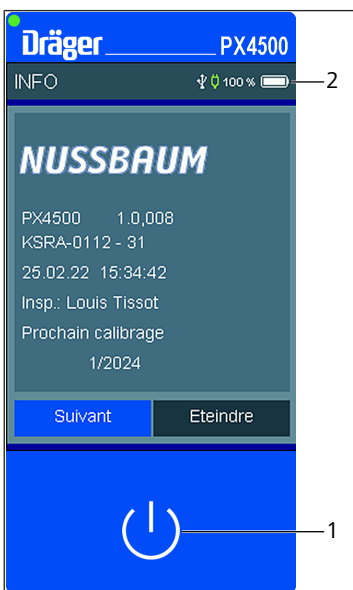 Dräger PX4500
INFO 100 % 2
NUSSBAUM
PX4500 1.0,008
KSRA-0112 - 31
25.02.22 15:34:42
Insp.: Louis Tissot
Prochain calibrage
1/2024
Suivant Eteindre
1